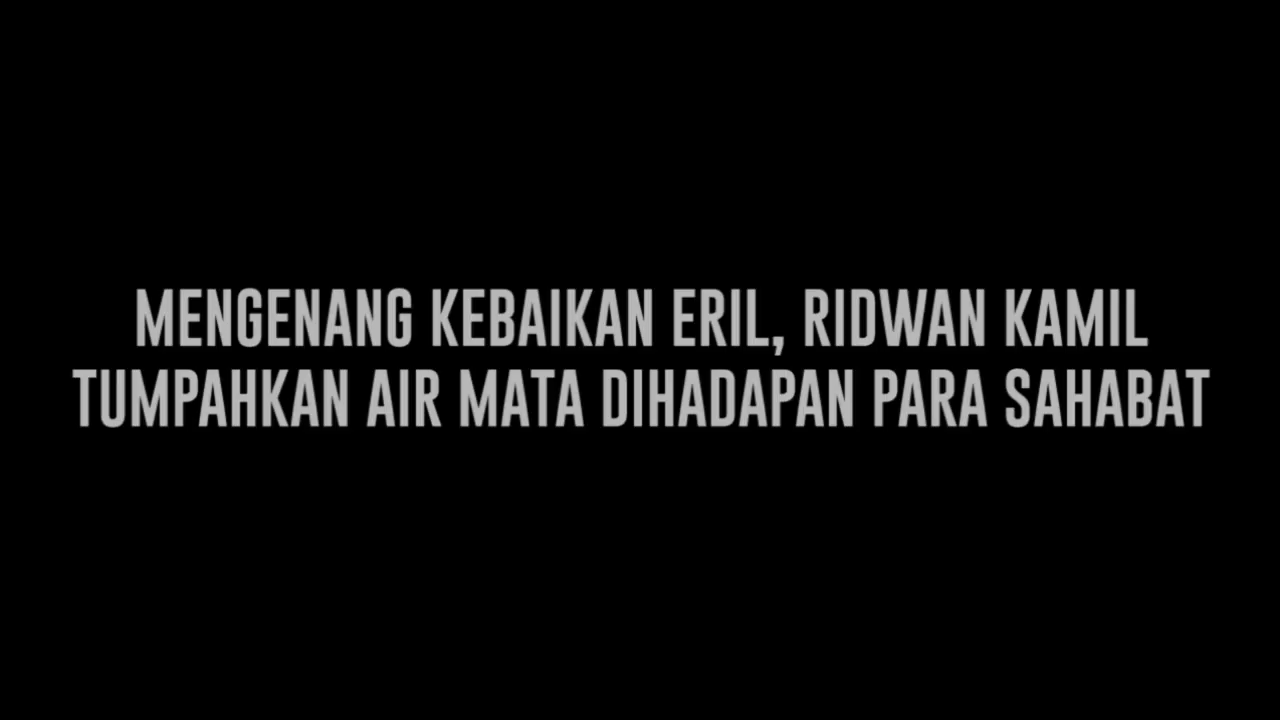 MENGENANG KEBAIKAN ERIL, RIDWAN KAMIL
TUMPAHKAN AIR MATA DIHADAPAN PARA SAHABAT